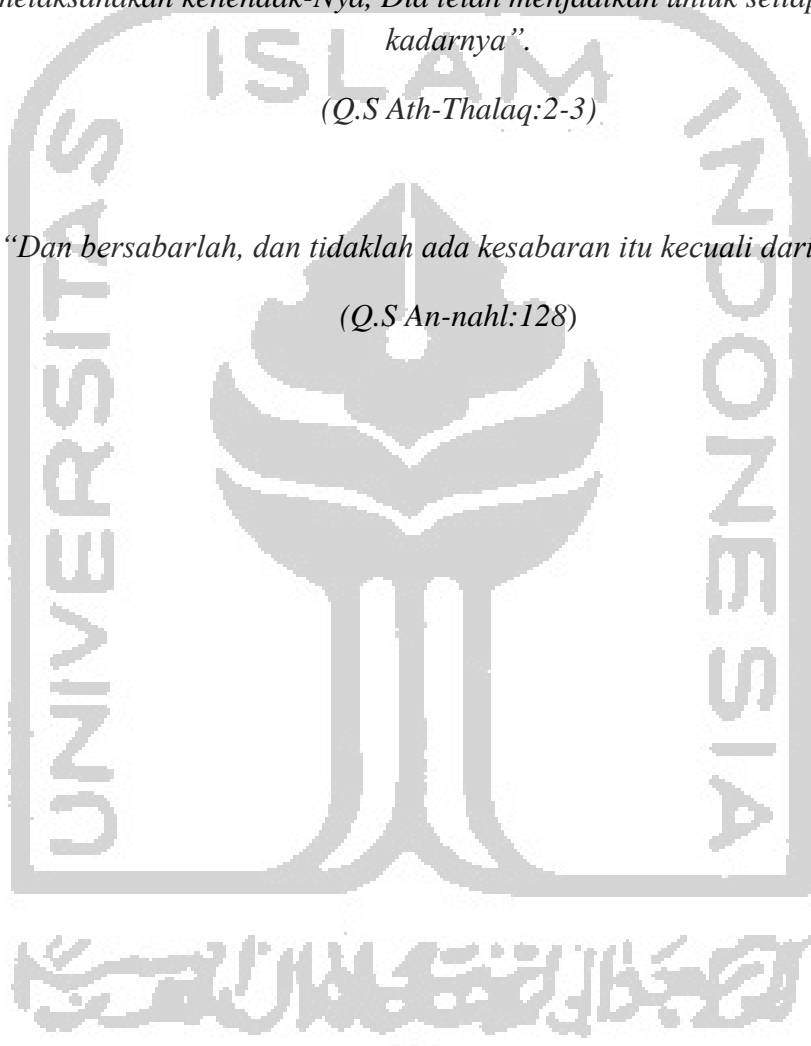 melaksanakan kehendak-Nya, Dia telah menjadikan untuk setiap
kadarnya”.
(Q.S Ath-Thalaq:2-3)
“Dan bersabarlah, dan tidaklah ada kesabaran itu kecuali dari
(Q.S An-nahl:128)
UNIVERSITAS
ISLAM
INDONESIA